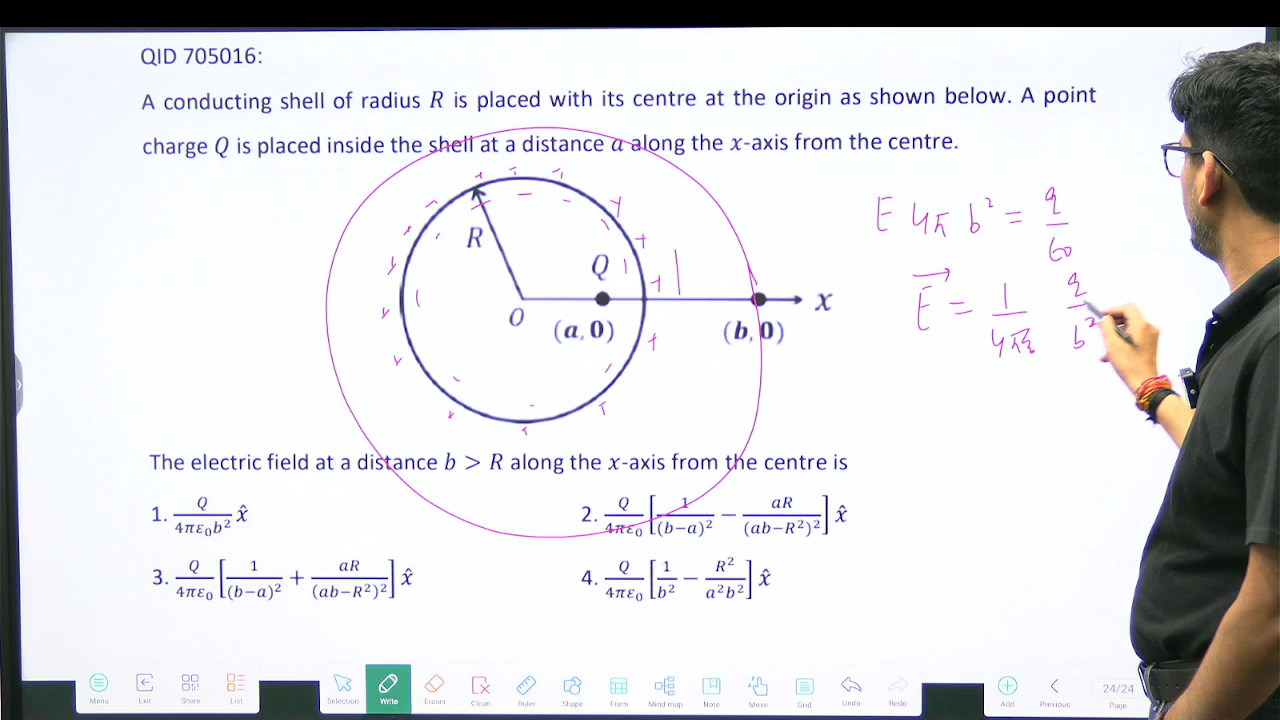 QID 705016:
A conducting shell of radius R is placed with its centre at the origin as shown below. A point
charge Q is placed inside the shell at a distance a along the x-axis from the centre.
R
Q
O
(a, 0)
(b, 0)
x
E 4π b² = q/ε₀
E⃗ = 1/4πε₀ q/b²
The electric field at a distance b > R along the x-axis from the centre is
1. Q/4πε₀b² x̂
2. Q/4πε₀ [1/(b−a)² − aR/(ab−R²)²] x̂
3. Q/4πε₀ [1/(b−a)² + aR/(ab−R²)²] x̂
4. Q/4πε₀ [1/b² − R²/a²b²] x̂
Menu
Exit
Share
List
Selection
Write
Eraser
Clean
Ruler
Shape
Form
Mind map
Note
Move
Grid
Undo
Redo
Add
Previous
24/24
Page